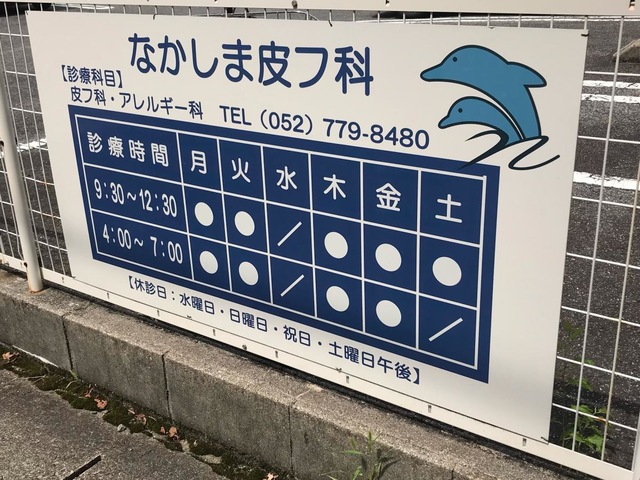 なかしま皮フ科
【診療科目】
皮フ科・アレルギー科 TEL(052)779-8480
診療時間 月 火 水 木 金 土
9:30〜12:30 ● ● / ● ● ●
4:00〜7:00 ● ● / ● ● /
【休診日:水曜日・日曜日・祝日・土曜日午後】